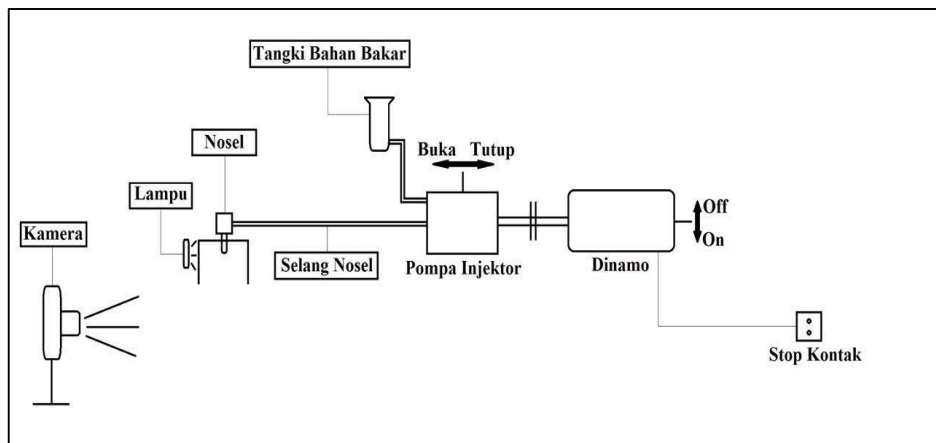 Tangki Bahan Bakar
Nosel
Buka Tutup
Lampu
Off
Kamera
On
Selang Nosel
Pompa Injektor
Dinamo
Stop Kontak